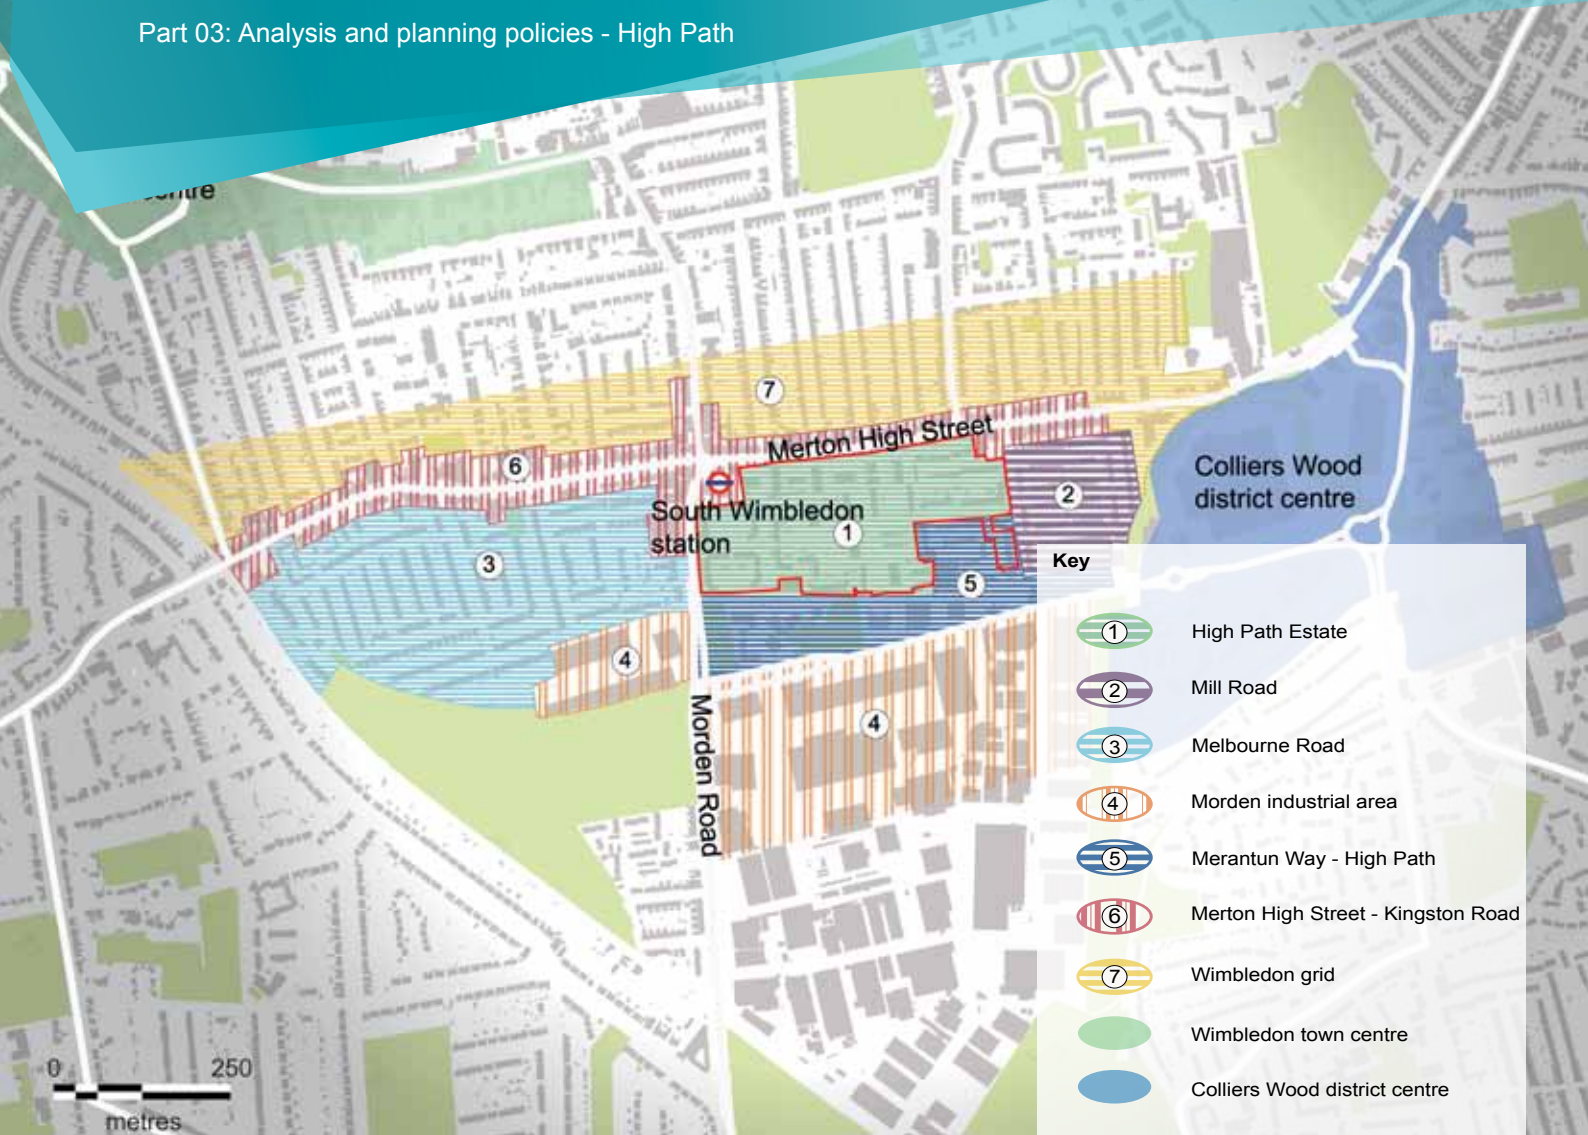 Part 03: Analysis and planning policies - High Path
centre
7
Merton High Street
6
Colliers Wood
district centre
2
South Wimbledon
station
1
3
5
4
4
Morden Road
Key
1 High Path Estate
2 Mill Road
3 Melbourne Road
4 Morden industrial area
5 Merantun Way - High Path
6 Merton High Street - Kingston Road
7 Wimbledon grid
Wimbledon town centre
Colliers Wood district centre
0 250
metres